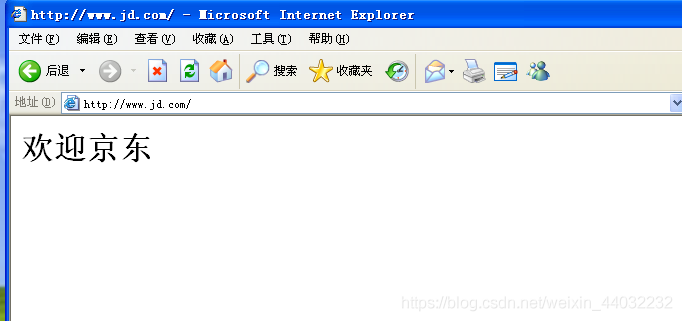 http://www.jd.com/ - Microsoft Internet Explorer
文件(F) 编辑(E) 查看(V) 收藏(A) 工具(T) 帮助(H)
后退 搜索 收藏夹
地址(D) http://www.jd.com/
欢迎京东
https://blog.csdn.net/weixin_44032232